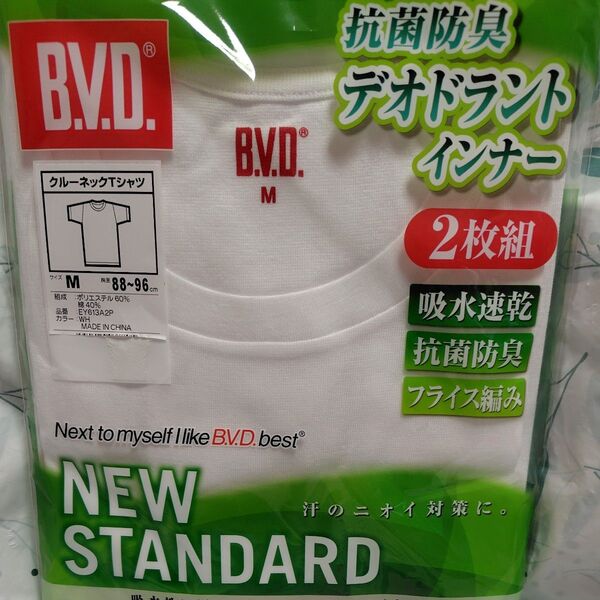 B.V.D.®
抗菌防臭
デオドラント
インナー
B.V.D.®
M
クルーネックTシャツ
サイズ M 胸囲 88~96cm
組成 :ポリエステル 60%
綿 40%
品番 :EY613A2P
カラー :WH
MADE IN CHINA
2枚組
吸水速乾
抗菌防臭
フライス編み
Next to myself I like B.V.D. best®
NEW
STANDARD
汗のニオイ対策に。